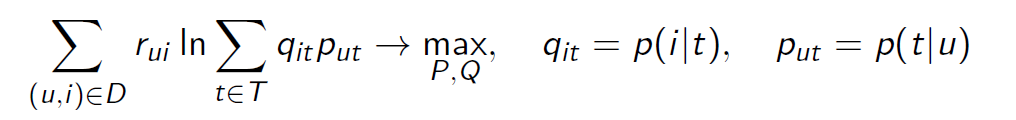 ∑_{(u,i)∈D} r_{ui} ln ∑_{t∈T} q_{it} p_{ut} → max_{P,Q}, q_{it} = p(i|t), p_{ut} = p(t|u)